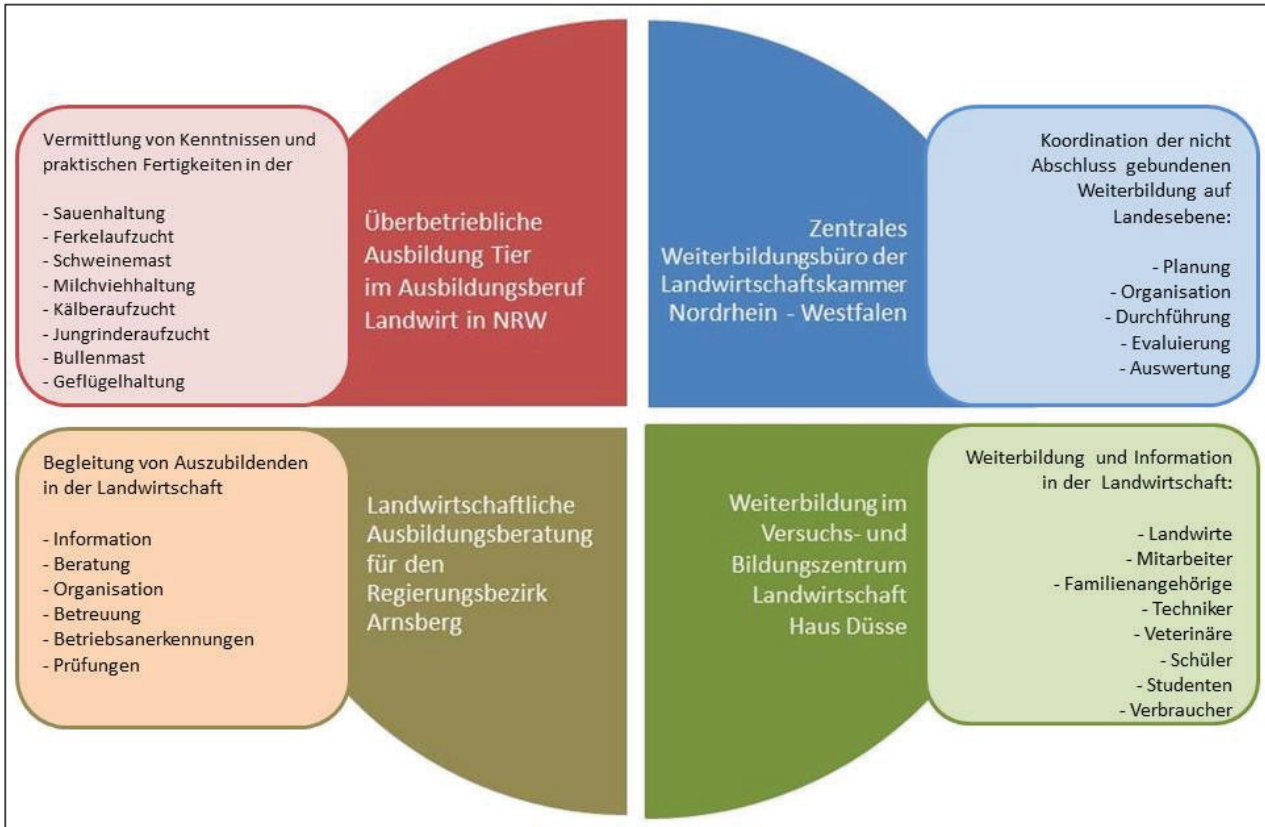 Vermittlung von Kenntnissen und
praktischen Fertigkeiten in der
- Sauenhaltung
- Ferkelaufzucht
- Schweinemast
- Milchviehhaltung
- Kälberaufzucht
- Jungrinderaufzucht
- Bullenmast
- Geflügelhaltung
Überbetriebliche
Ausbildung Tier
im Ausbildungsberuf
Landwirt in NRW
Zentrales
Weiterbildungsbüro der
Landwirtschaftskammer
Nordrhein - Westfalen
Koordination der nicht
Abschluss gebundenen
Weiterbildung auf
Landesebene:
- Planung
- Organisation
- Durchführung
- Evaluierung
- Auswertung
Begleitung von Auszubildenden
in der Landwirtschaft
- Information
- Beratung
- Organisation
- Betreuung
- Betriebsanerkennungen
- Prüfungen
Landwirtschaftliche
Ausbildungsberatung
für den
Regierungsbezirk
Arnsberg
Weiterbildung im
Versuchs- und
Bildungszentrum
Landwirtschaft
Haus Düsse
Weiterbildung und Information
in der Landwirtschaft:
- Landwirte
- Mitarbeiter
- Familienangehörige
- Techniker
- Veterinäre
- Schüler
- Studenten
- Verbraucher